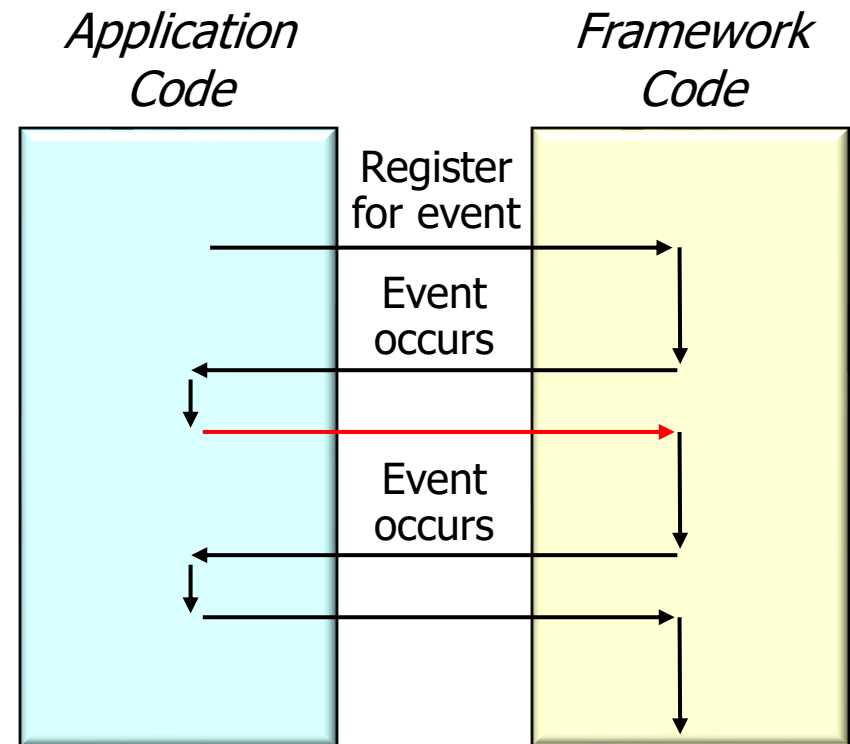 Application
Code
Framework
Code
Register
for event
Event
occurs
Event
occurs